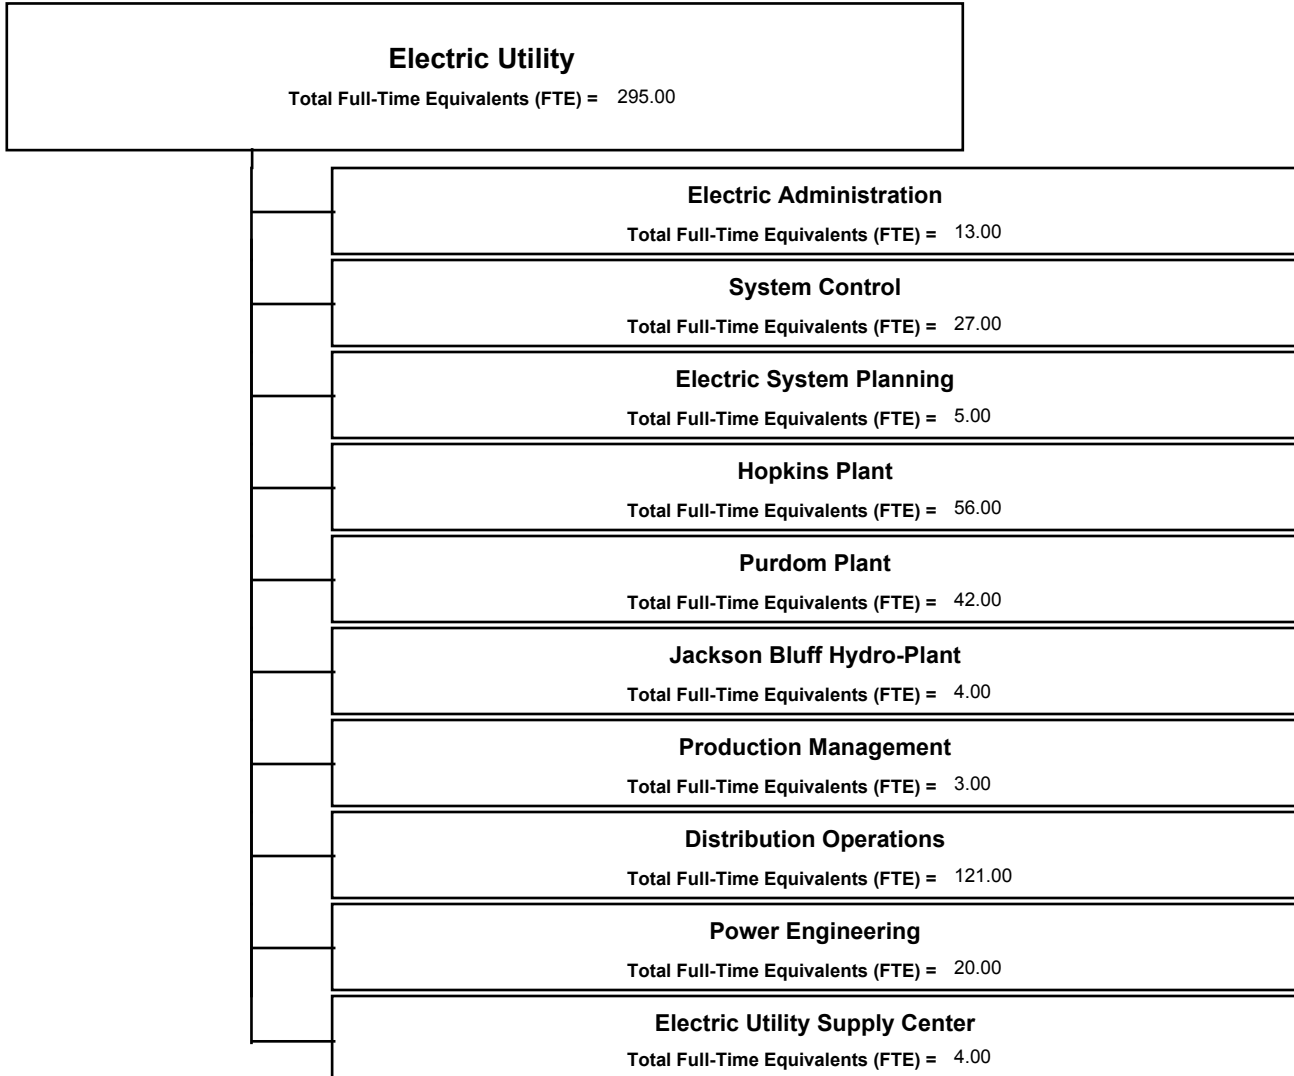 Electric Utility
Total Full-Time Equivalents (FTE) = 295.00
Electric Administration
Total Full-Time Equivalents (FTE) = 13.00
System Control
Total Full-Time Equivalents (FTE) = 27.00
Electric System Planning
Total Full-Time Equivalents (FTE) = 5.00
Hopkins Plant
Total Full-Time Equivalents (FTE) = 56.00
Purdom Plant
Total Full-Time Equivalents (FTE) = 42.00
Jackson Bluff Hydro-Plant
Total Full-Time Equivalents (FTE) = 4.00
Production Management
Total Full-Time Equivalents (FTE) = 3.00
Distribution Operations
Total Full-Time Equivalents (FTE) = 121.00
Power Engineering
Total Full-Time Equivalents (FTE) = 20.00
Electric Utility Supply Center
Total Full-Time Equivalents (FTE) = 4.00